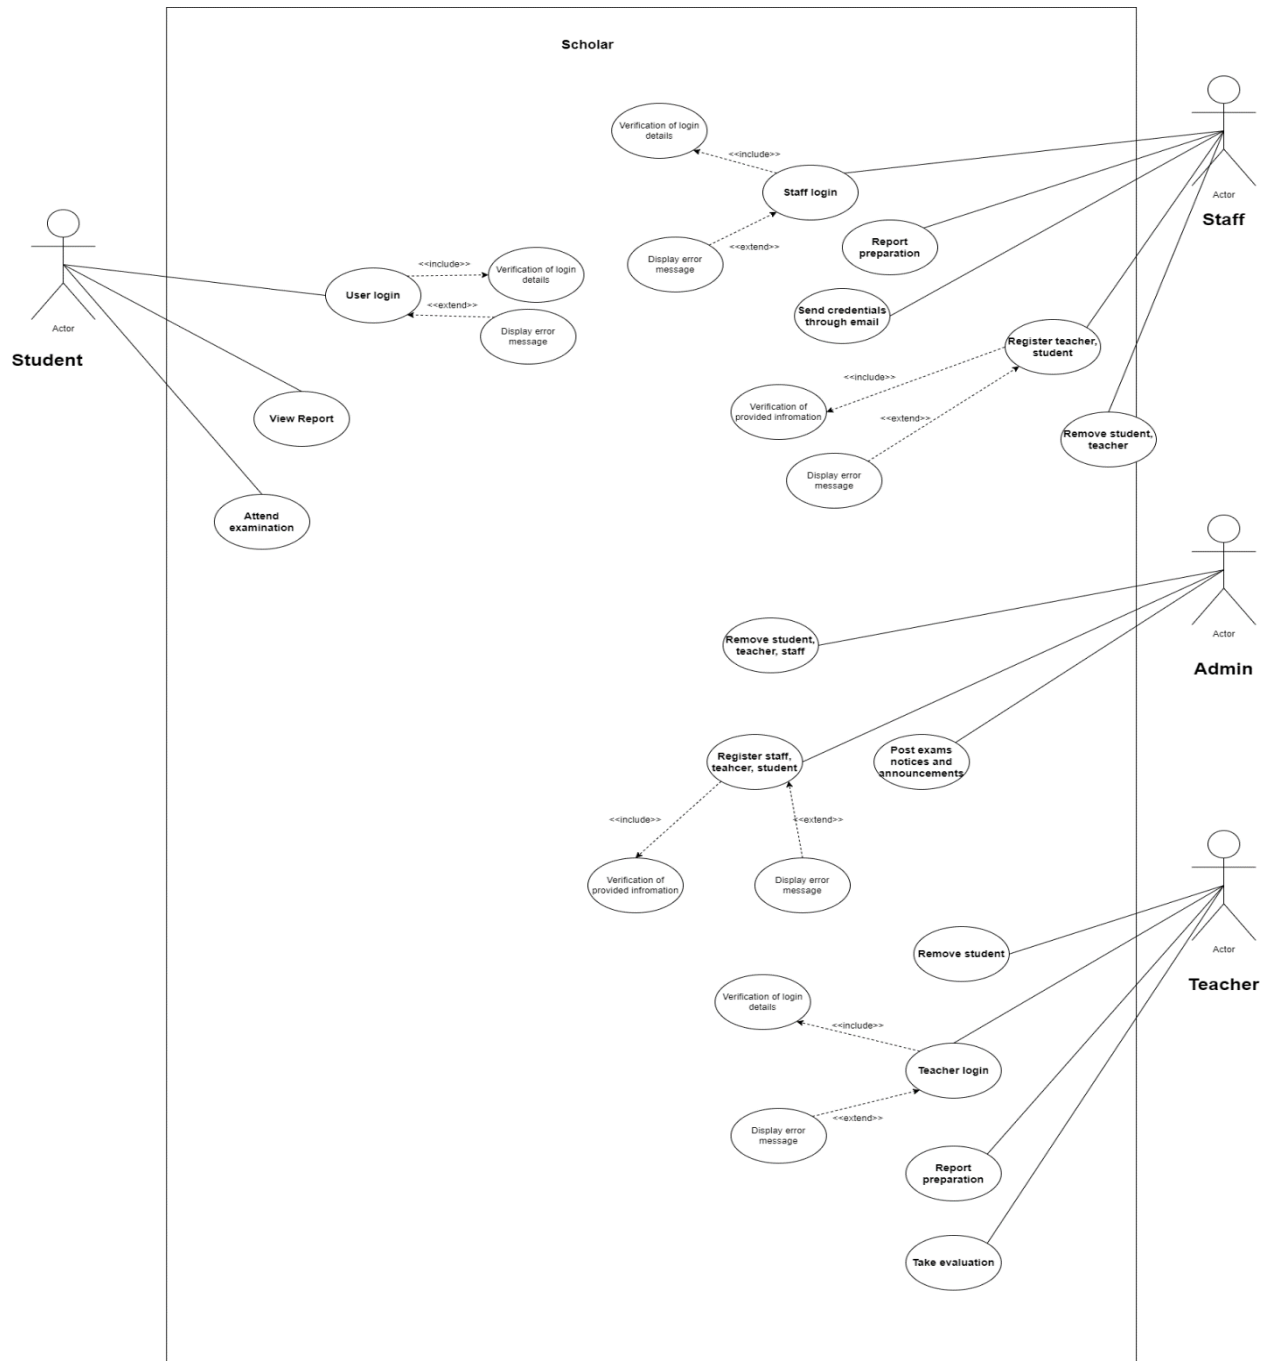 Scholar
Verification of login
details
<<include>>
Staff login
<<extend>>
Display error
message
Report
preparation
Send credentials
through email
Register teacher,
student
<<include>>
Verification of
provided infromation
<<extend>>
Display error
message
Remove student,
teacher
Actor
Staff
<<include>>
Verification of login
details
User login
<<extend>>
Display error
message
Actor
Student
View Report
Attend
examination
Remove student,
teacher, staff
Actor
Admin
Register staff,
teahcer, student
Post exams
notices and
announcements
<<include>>
<<extend>>
Verification of
provided infromation
Display error
message
Remove student
Actor
Teacher
Verification of login
details
<<include>>
Teacher login
<<extend>>
Display error
message
Report
preparation
Take evaluation